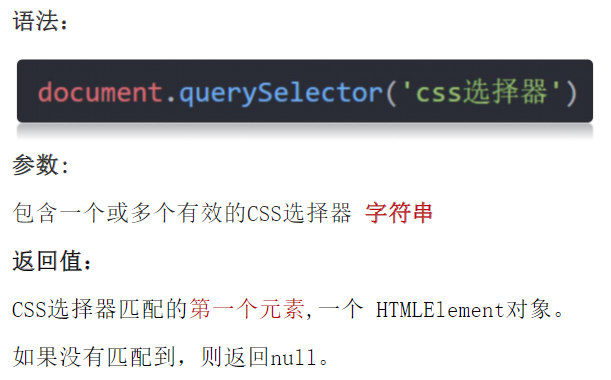 语法：
document.querySelector('css选择器')
参数:
包含一个或多个有效的CSS选择器 字符串
返回值：
CSS选择器匹配的第一个元素,一个 HTMLElement对象。
如果没有匹配到，则返回null。